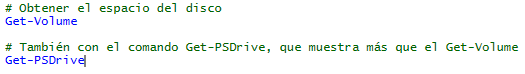 # Obtener el espacio del disco
Get-Volume
# También con el comando Get-PSDrive, que muestra más que el Get-Volume
Get-PSDrive